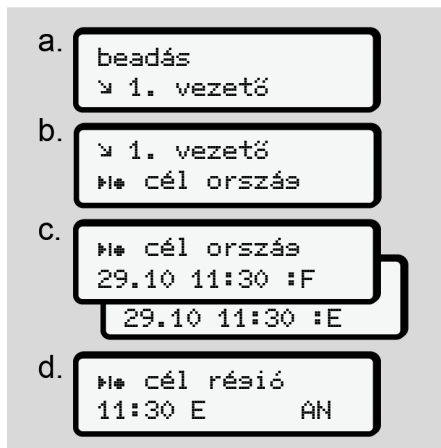 a.
beadás
↘ 1. vezető
b.
↘ 1. vezető
cél ország
c.
cél ország
29.10 11:30 :F
29.10 11:30 :E
d.
cél régió
11:30 E AN